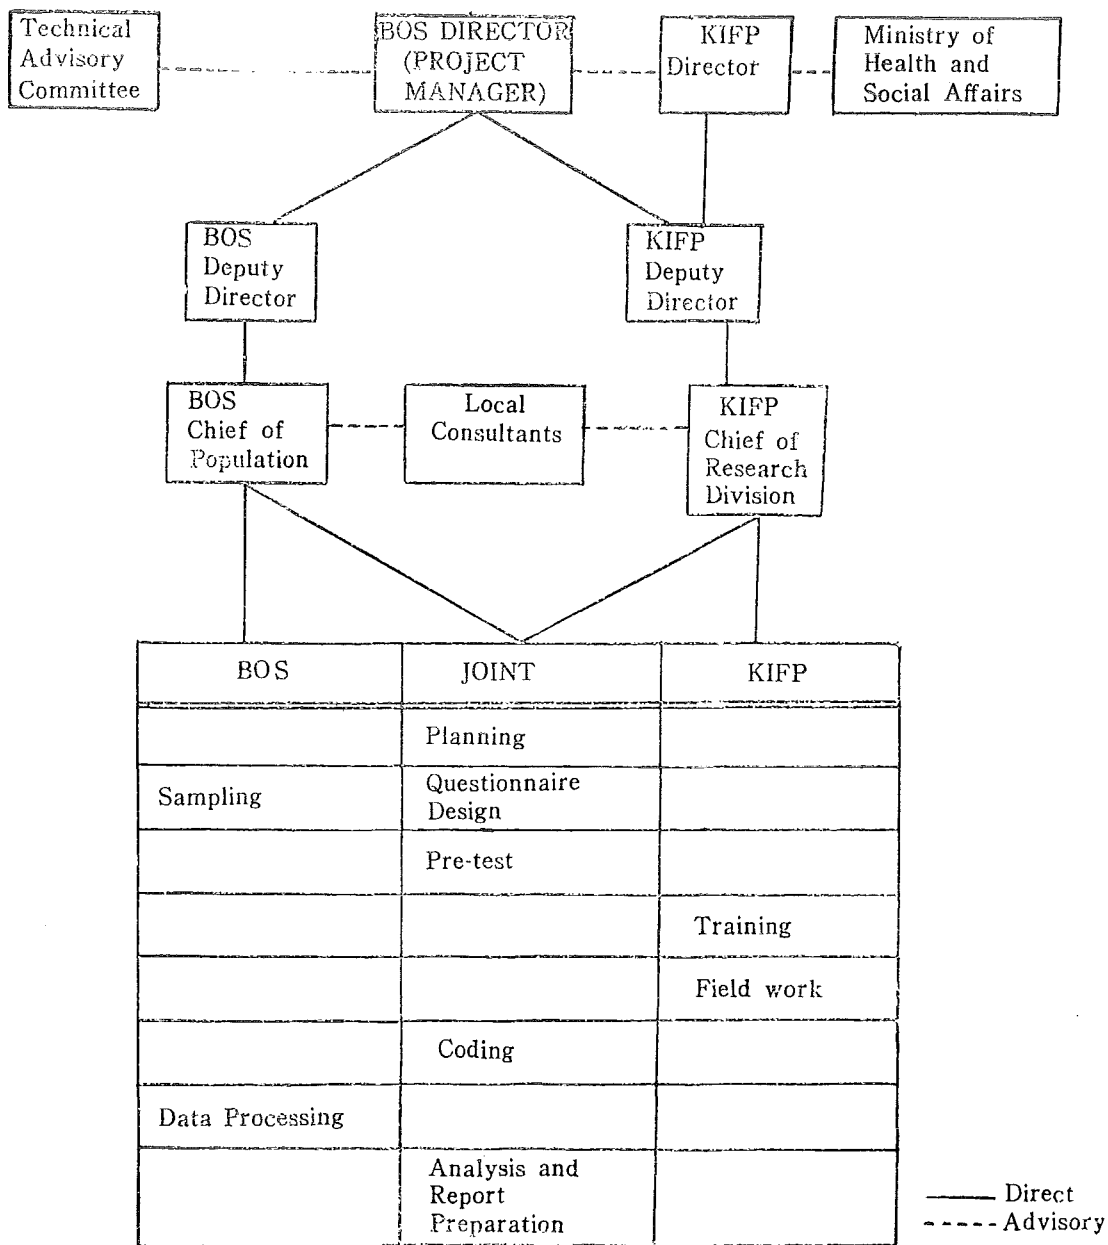 Technical
Advisory
Committee
BOS DIRECTOR
(PROJECT
MANAGER)
KIFP
Director
Ministry of
Health and
Social Affairs
BOS
Deputy
Director
KIFP
Deputy
Director
BOS
Chief of
Population
Local
Consultants
KIFP
Chief of
Research
Division
BOS
JOINT
KIFP
Planning
Sampling
Questionnaire
Design
Pre-test
Training
Field work
Coding
Data Processing
Analysis and
Report
Preparation
Direct
Advisory